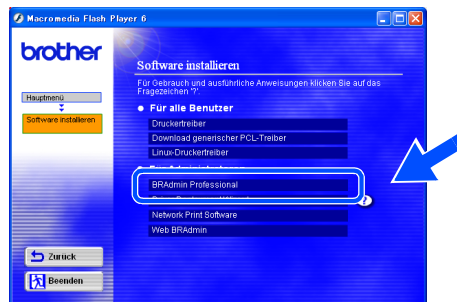 Macromedia Flash Player 6
brother
Software installieren
Für Gebrauch und ausführliche Anweisungen klicken Sie auf das
Fragezeichen '?'.
Hauptmenü
Software installieren
Für alle Benutzer
Druckertreiber
Download generischer PCL-Treiber
Linux-Druckertreiber
BRAdmin Professional
?
Network Print Software
Web BRAdmin
Zurück
Beenden